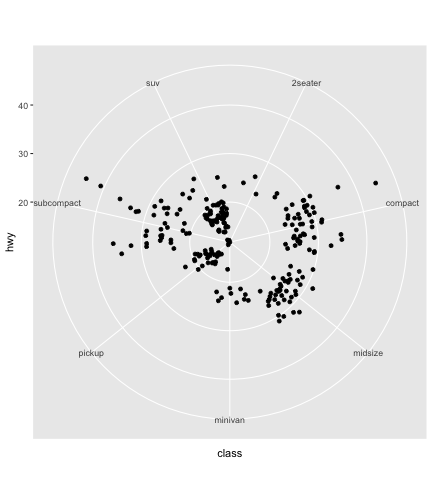 suv 2seater
40
30
20 subcompact compact
hwy
pickup midsize
minivan
class